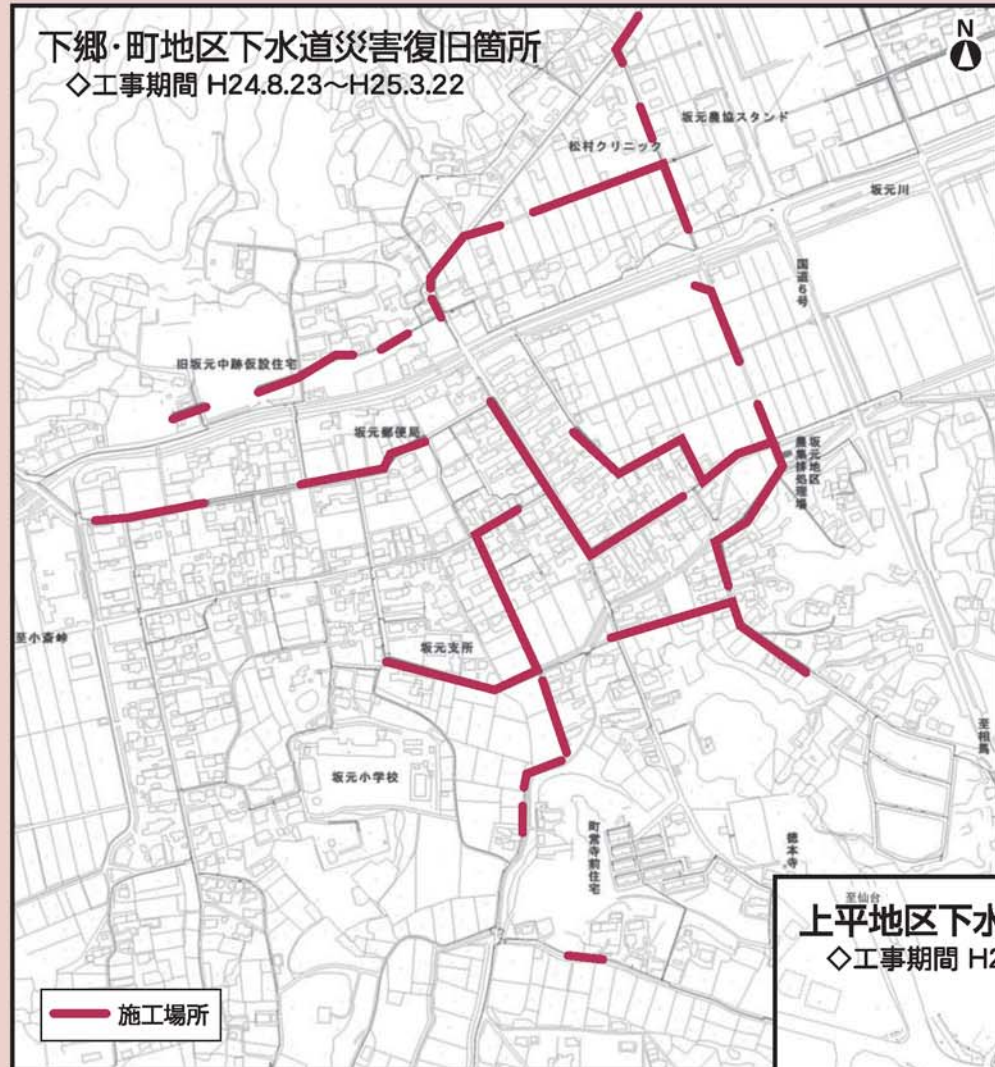 下郷・町地区下水道災害復旧箇所
◇工事期間 H24.8.23〜H25.3.22
N
坂元農協スタンド
松村クリニック
坂元川
国道6号
旧坂元中跡仮設住宅
坂元郵便局
坂元地区
農集排処理場
至小斎峠
坂元支所
至相馬
坂元小学校
町営寺前住宅
徳本寺
至仙台
上平地区下水
◇工事期間 H2
施工場所